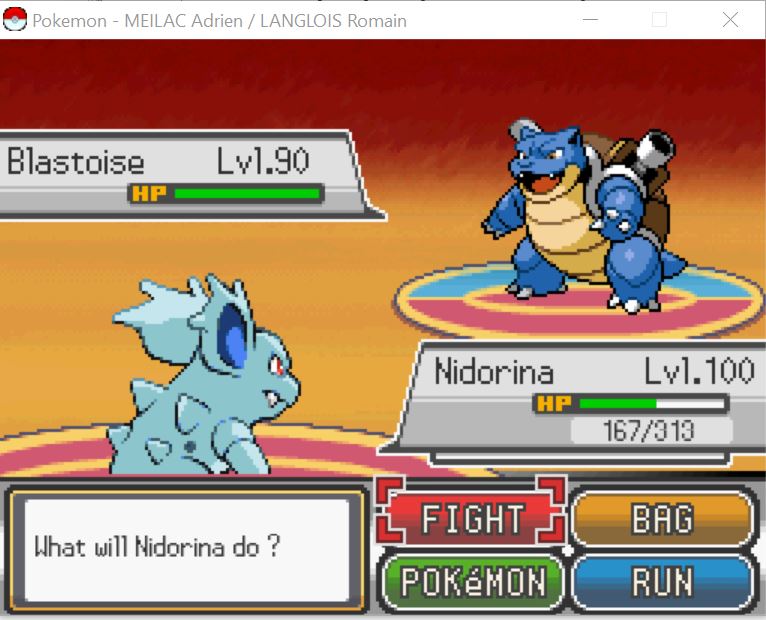 Pokemon - MEILAC Adrien / LANGLOIS Romain
Blastoise Lvl.90
HP
Nidorina Lvl.100
HP
167/313
What will Nidorina do ?
FIGHT
BAG
POKéMON
RUN